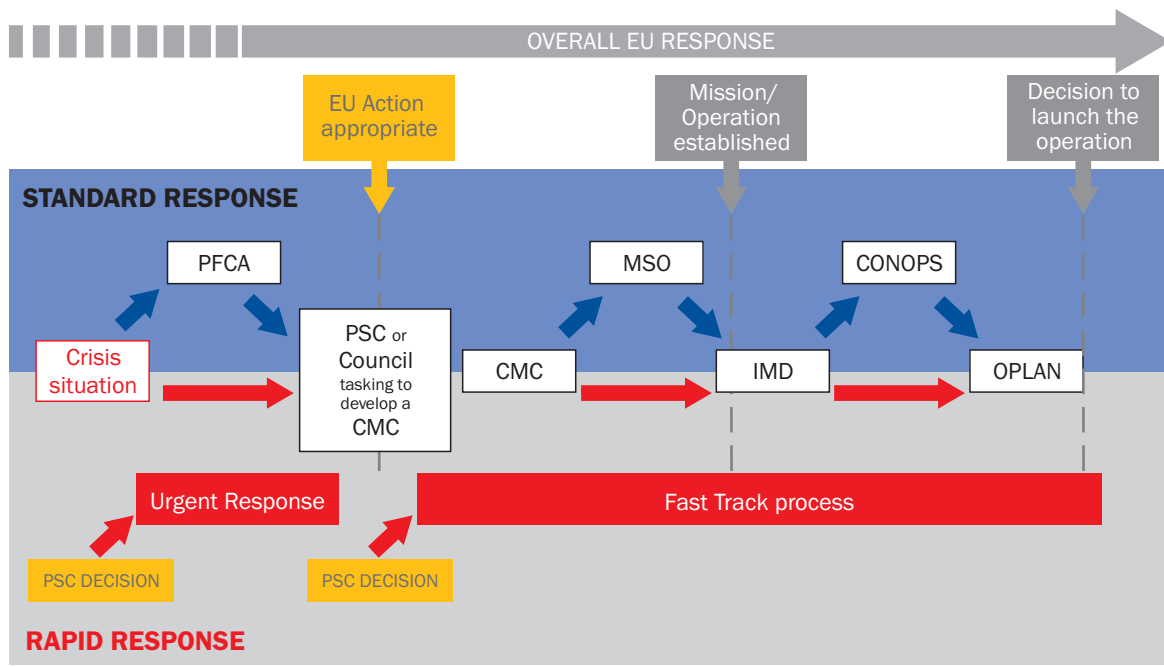 OVERALL EU RESPONSE
EU Action
appropriate
Mission/
Operation
established
Decision to
launch the
operation
STANDARD RESPONSE
PFCA
MSO
CONOPS
Crisis
situation
PSC or
Council
tasking to
develop a
CMC
CMC
IMD
OPLAN
Urgent Response
Fast Track process
PSC DECISION
PSC DECISION
RAPID RESPONSE